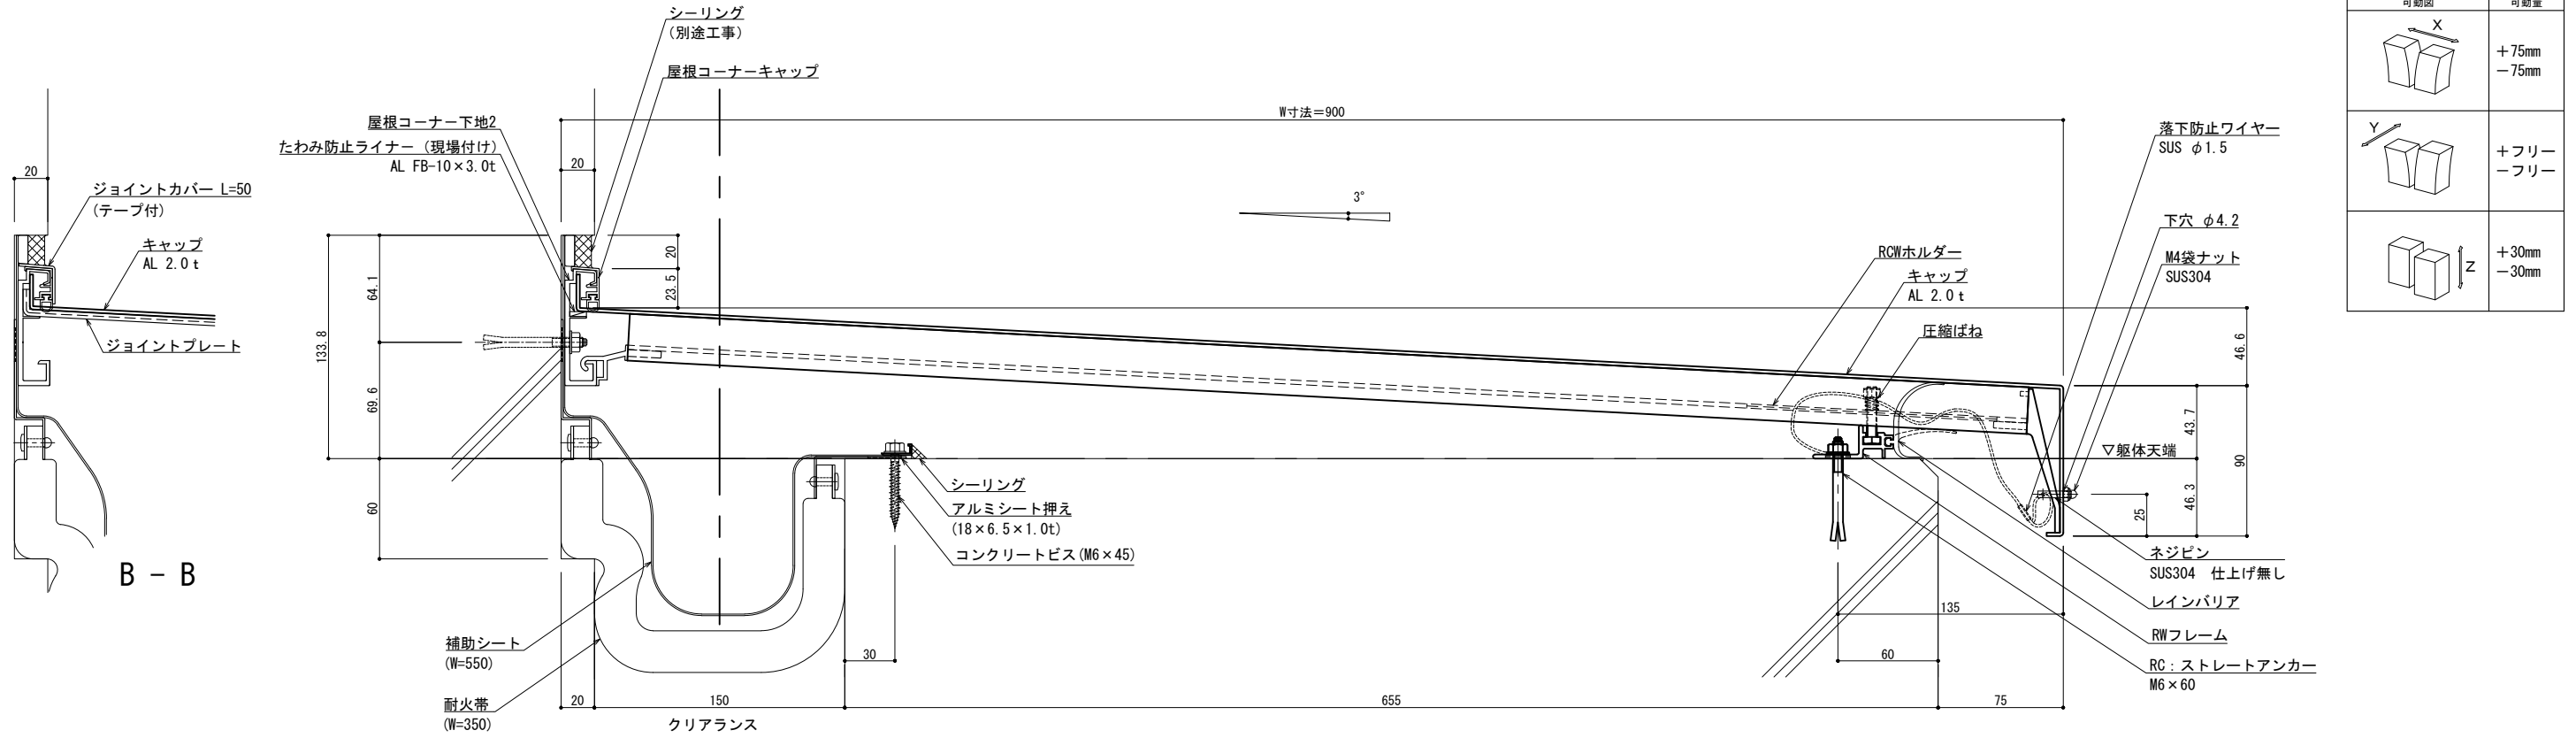 シーリング
(別途工事)
屋根コーナーキャップ
屋根コーナー下地2
たわみ防止ライナー (現場付け)
AL FB-10×3.0t
20
ジョイントカバー L=50
(テープ付)
キャップ
AL 2.0t
ジョイントプレート
B - B
W寸法=900
20
3°
20
23.5
64.1
133.8
69.6
60
シーリング
アルミシート押え
(18×6.5×1.0t)
コンクリートビス(M6×45)
補助シート
(W=550)
耐火帯
(W=350)
30
20
150
クリアランス
655
75
60
135
RCWホルダー
キャップ
AL 2.0t
圧縮ばね
落下防止ワイヤー
SUS φ1.5
下穴 φ4.2
M4袋ナット
SUS304
46.6
43.7
▽躯体天端
90
46.3
25
ネジピン
SUS304 仕上げ無し
レインバリア
RWフレーム
RC:ストレートアンカー
M6×60
可動図
可動量
X
+75mm
-75mm
Y
+フリー
-フリー
Z
+30mm
-30mm